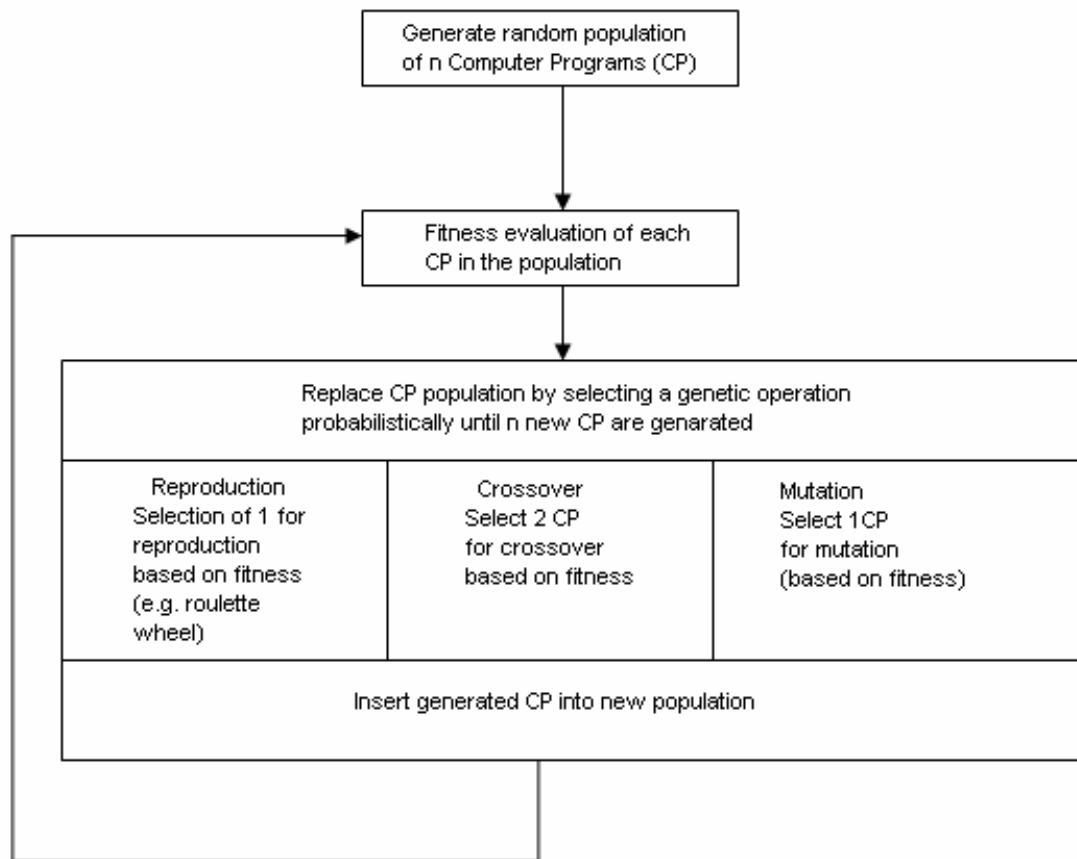 Generate random population
of n Computer Programs (CP)
Fitness evaluation of each
CP in the population
Replace CP population by selecting a genetic operation
probabilistically until n new CP are genarated
Reproduction
Selection of 1 for
reproduction
based on fitness
(e.g. roulette
wheel)
Crossover
Select 2 CP
for crossover
based on fitness
Mutation
Select 1CP
for mutation
(based on fitness)
Insert generated CP into new population